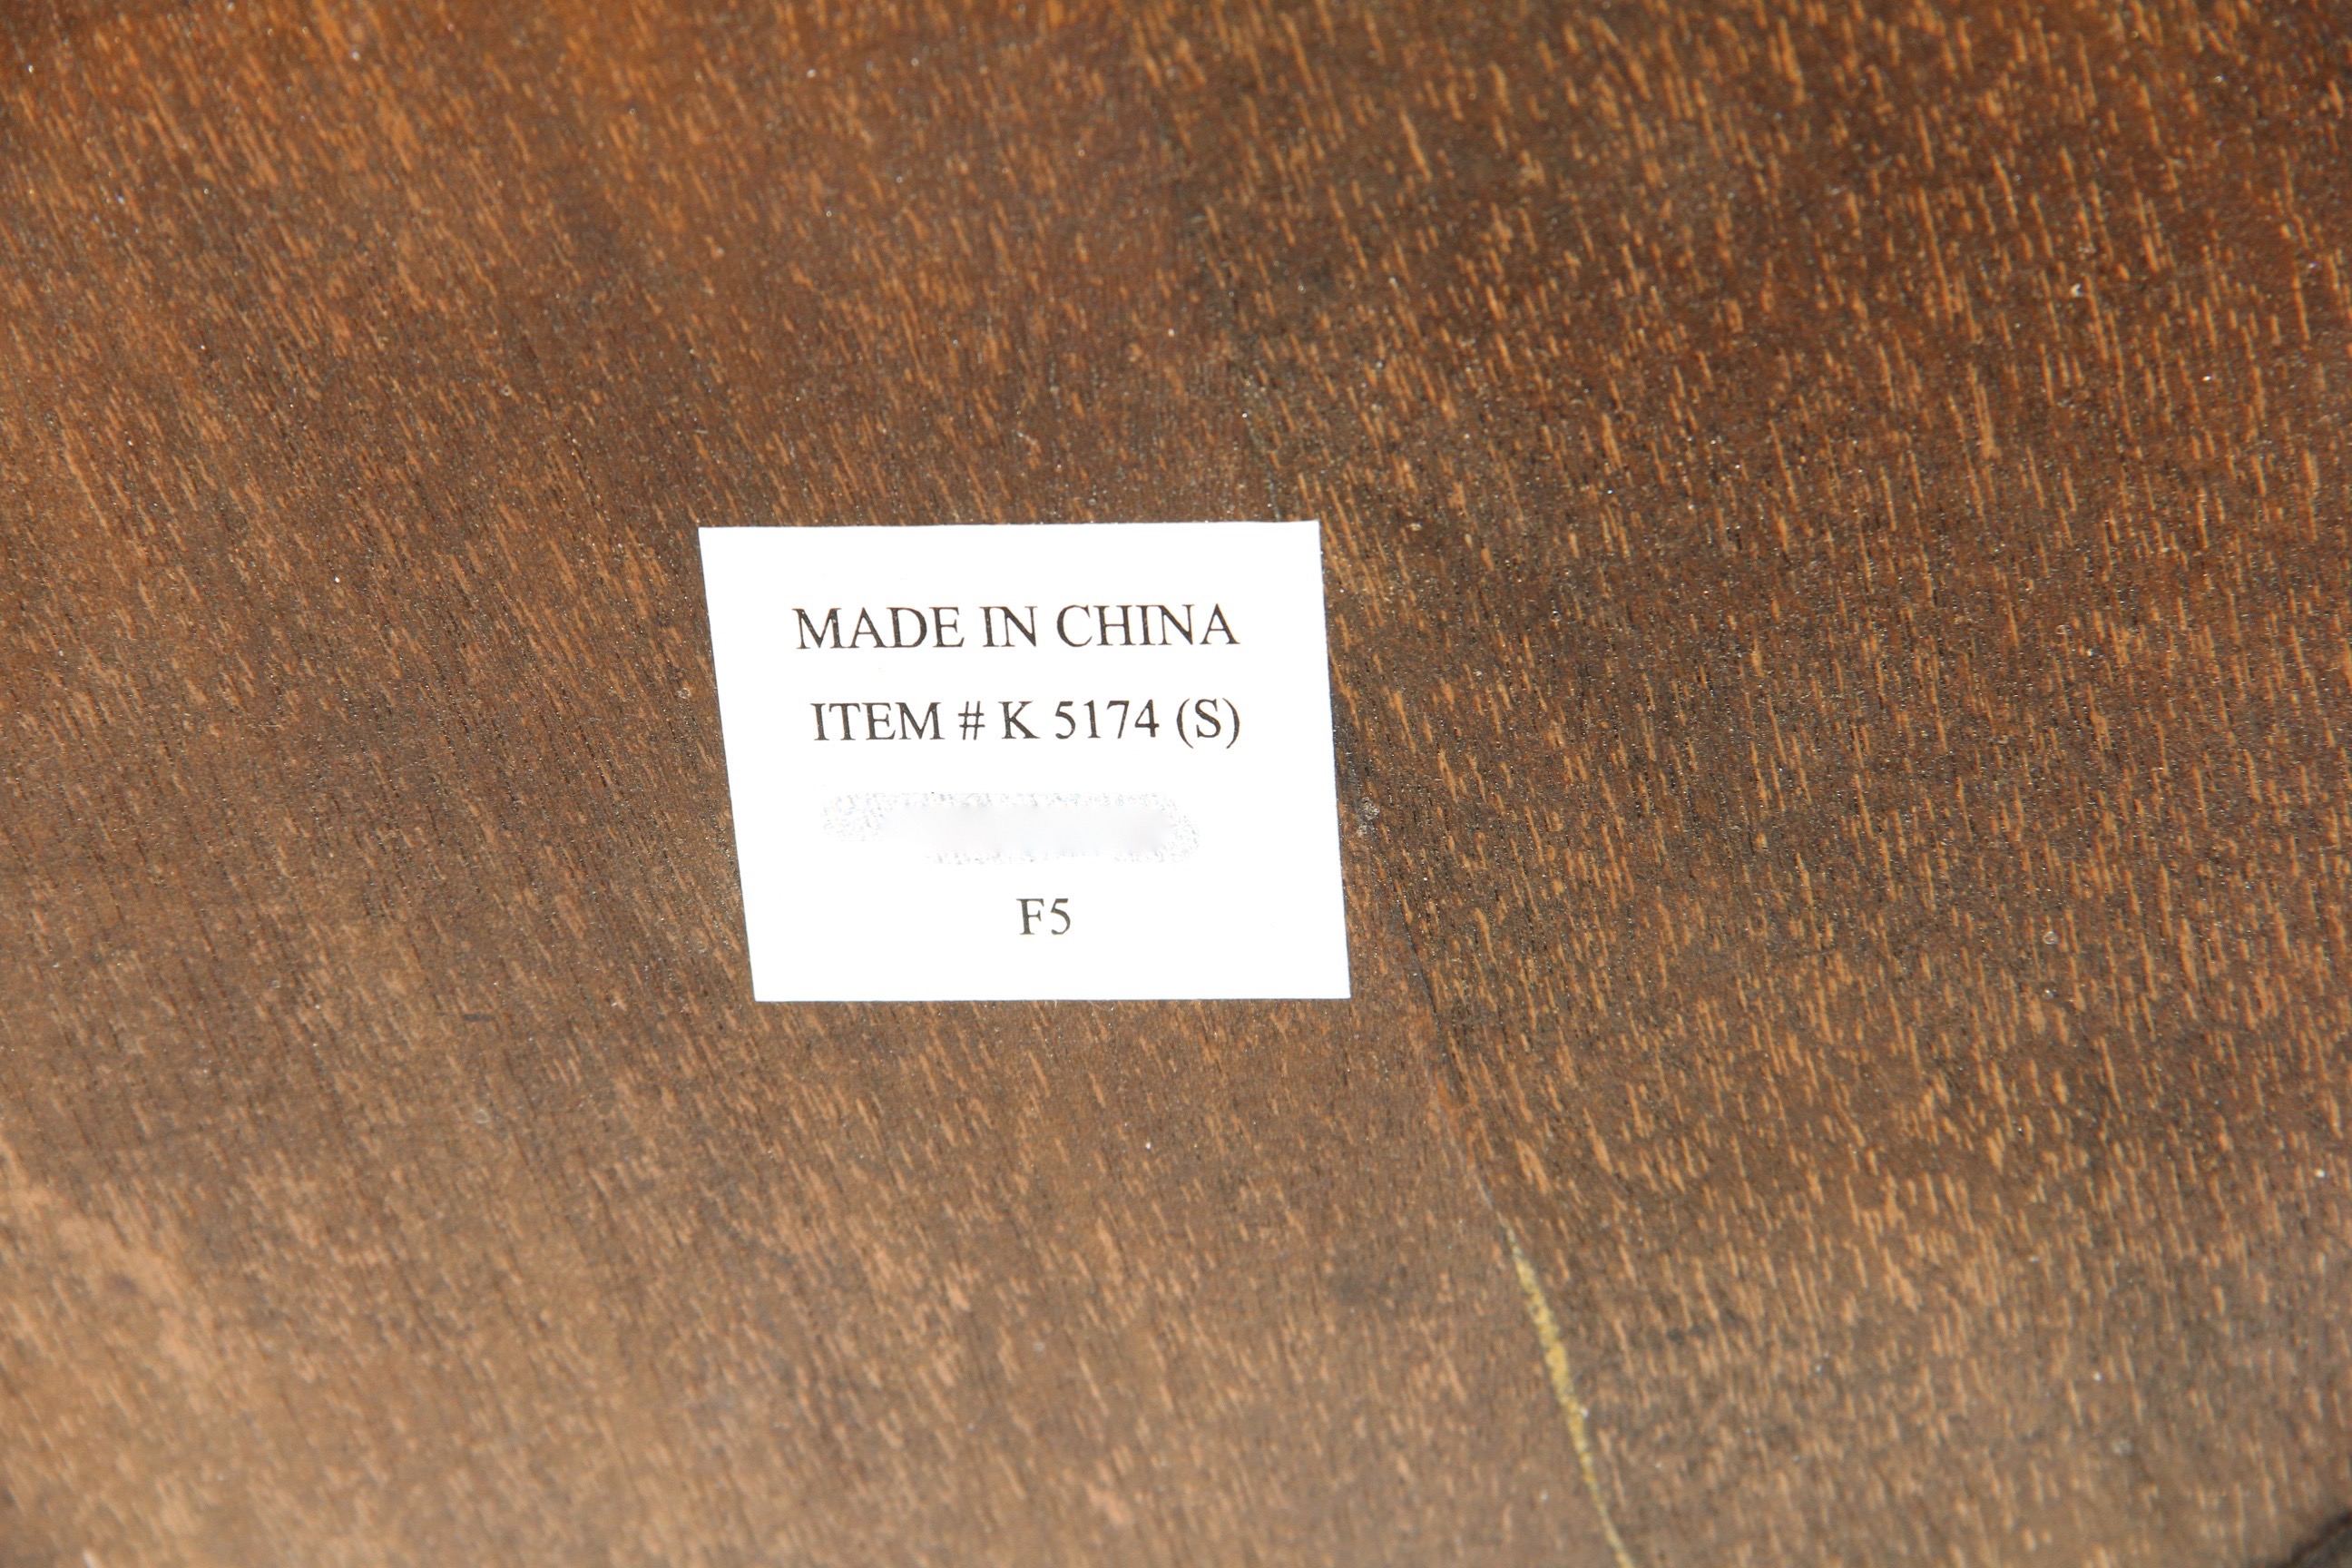 MADE IN CHINA
ITEM # K 5174 (S)
F5